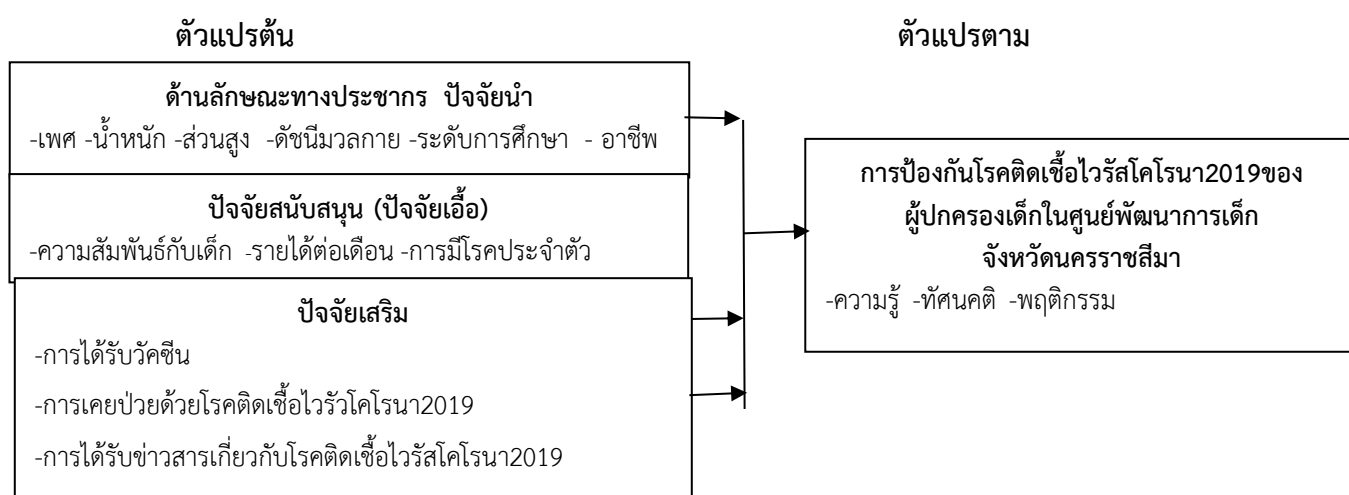 ตัวแปรต้น
ตัวแปรตาม
ด้านลักษณะทางประชากร ปัจจัยนำ
-เพศ -น้ำหนัก -ส่วนสูง -ดัชนีมวลกาย -ระดับการศึกษา - อาชีพ
ปัจจัยสนับสนุน (ปัจจัยเอื้อ)
-ความสัมพันธ์กับเด็ก -รายได้ต่อเดือน -การมีโรคประจำตัว
ปัจจัยเสริม
-การได้รับวัคซีน
-การเคยป่วยด้วยโรคติดเชื้อไวรัวโคโรนา2019
-การได้รับข่าวสารเกี่ยวกับโรคติดเชื้อไวรัสโคโรนา2019
การป้องกันโรคติดเชื้อไวรัสโคโรนา2019ของ
ผู้ปกครองเด็กในศูนย์พัฒนาการเด็ก
จังหวัดนครราชสีมา
-ความรู้ -ทัศนคติ -พฤติกรรม